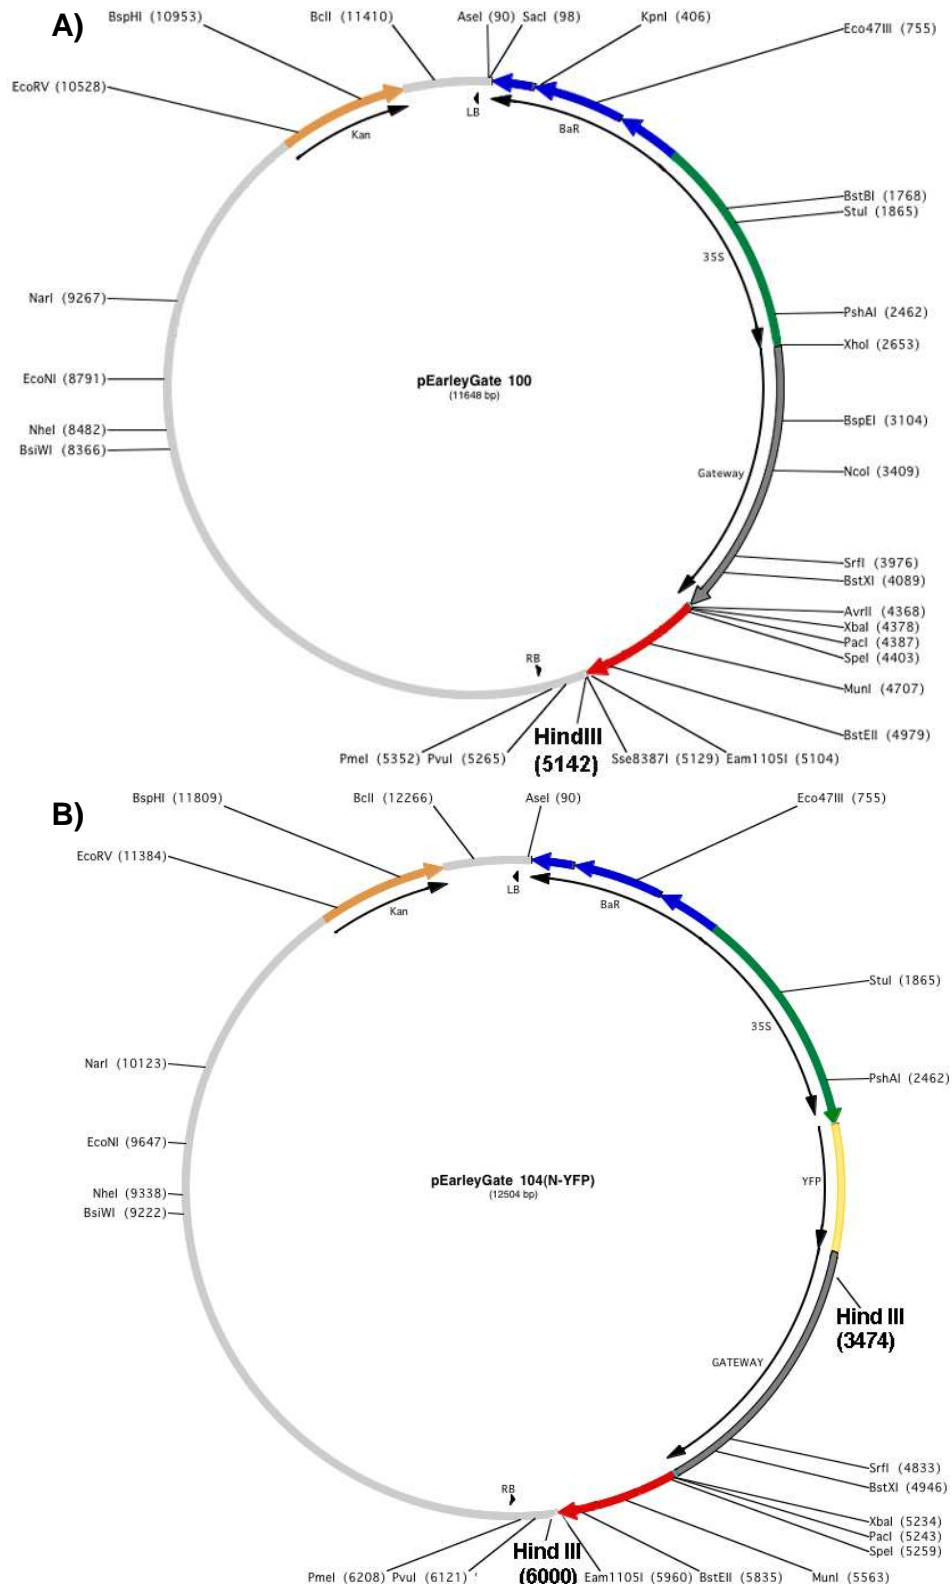 A)
BspHI (10953)
BclI (11410)
AseI (90) SacI (98)
KpnI (406)
Eco47III (755)
EcoRV (10528)
LB
Kan
BaR
BstBI (1768)
StuI (1865)
35S
NarI (9267)
PshAI (2462)
XhoI (2653)
EcoNI (8791)
pEarleyGate 100
(11648 bp)
BspEI (3104)
NheI (8482)
BsiWI (8366)
Gateway
NcoI (3409)
SrfI (3976)
BstXI (4089)
AvrII (4368)
XbaI (4378)
PacI (4387)
SpeI (4403)
RB
MunI (4707)
BstEII (4979)
PmeI (5352) PvuI (5265)
HindIII
(5142)
Sse8387I (5129) Eam1105I (5104)
B)
BspHI (11809)
BclI (12266)
AseI (90)
Eco47III (755)
EcoRV (11384)
LB
Kan
BaR
StuI (1865)
35S
NarI (10123)
PshAI (2462)
EcoNI (9647)
pEarleyGate 104(N-YFP)
(12504 bp)
YFP
NheI (9338)
BsiWI (9222)
Hind III
(3474)
GATEWAY
SrfI (4833)
BstXI (4946)
RB
XbaI (5234)
PacI (5243)
SpeI (5259)
Hind III
(6000)
PmeI (6208) PvuI (6121)
Eam1105I (5960) BstEII (5835)
MunI (5563)